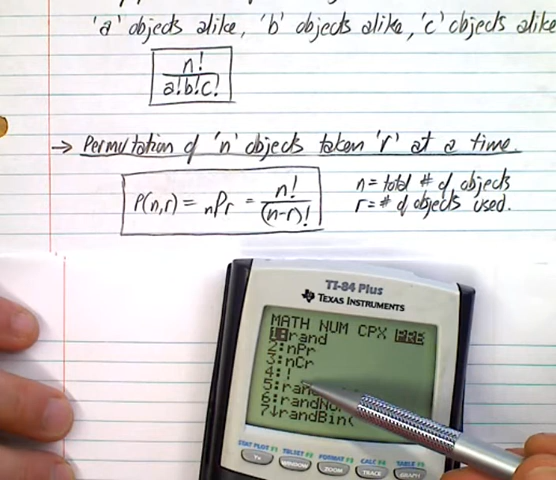 'a' objects alike, 'b' objects alike, 'c' objects alike
n!
a!b!c!
→ Permutation of 'n' objects taken 'r' at a time.
P(n,r) = nPr = n!/(n-r)!
n = total # of objects
r = # of objects used.
TI-84 Plus
TEXAS INSTRUMENTS
MATH NUM CPX PRB
1:rand
2:nPr
3:nCr
4:!
5:ran
6:randNo
7↓randBin(
STAT PLOT F1 TBLSET F2 FORMAT F3 CALC F4 TABLE F5
Y= WINDOW ZOOM TRACE GRAPH